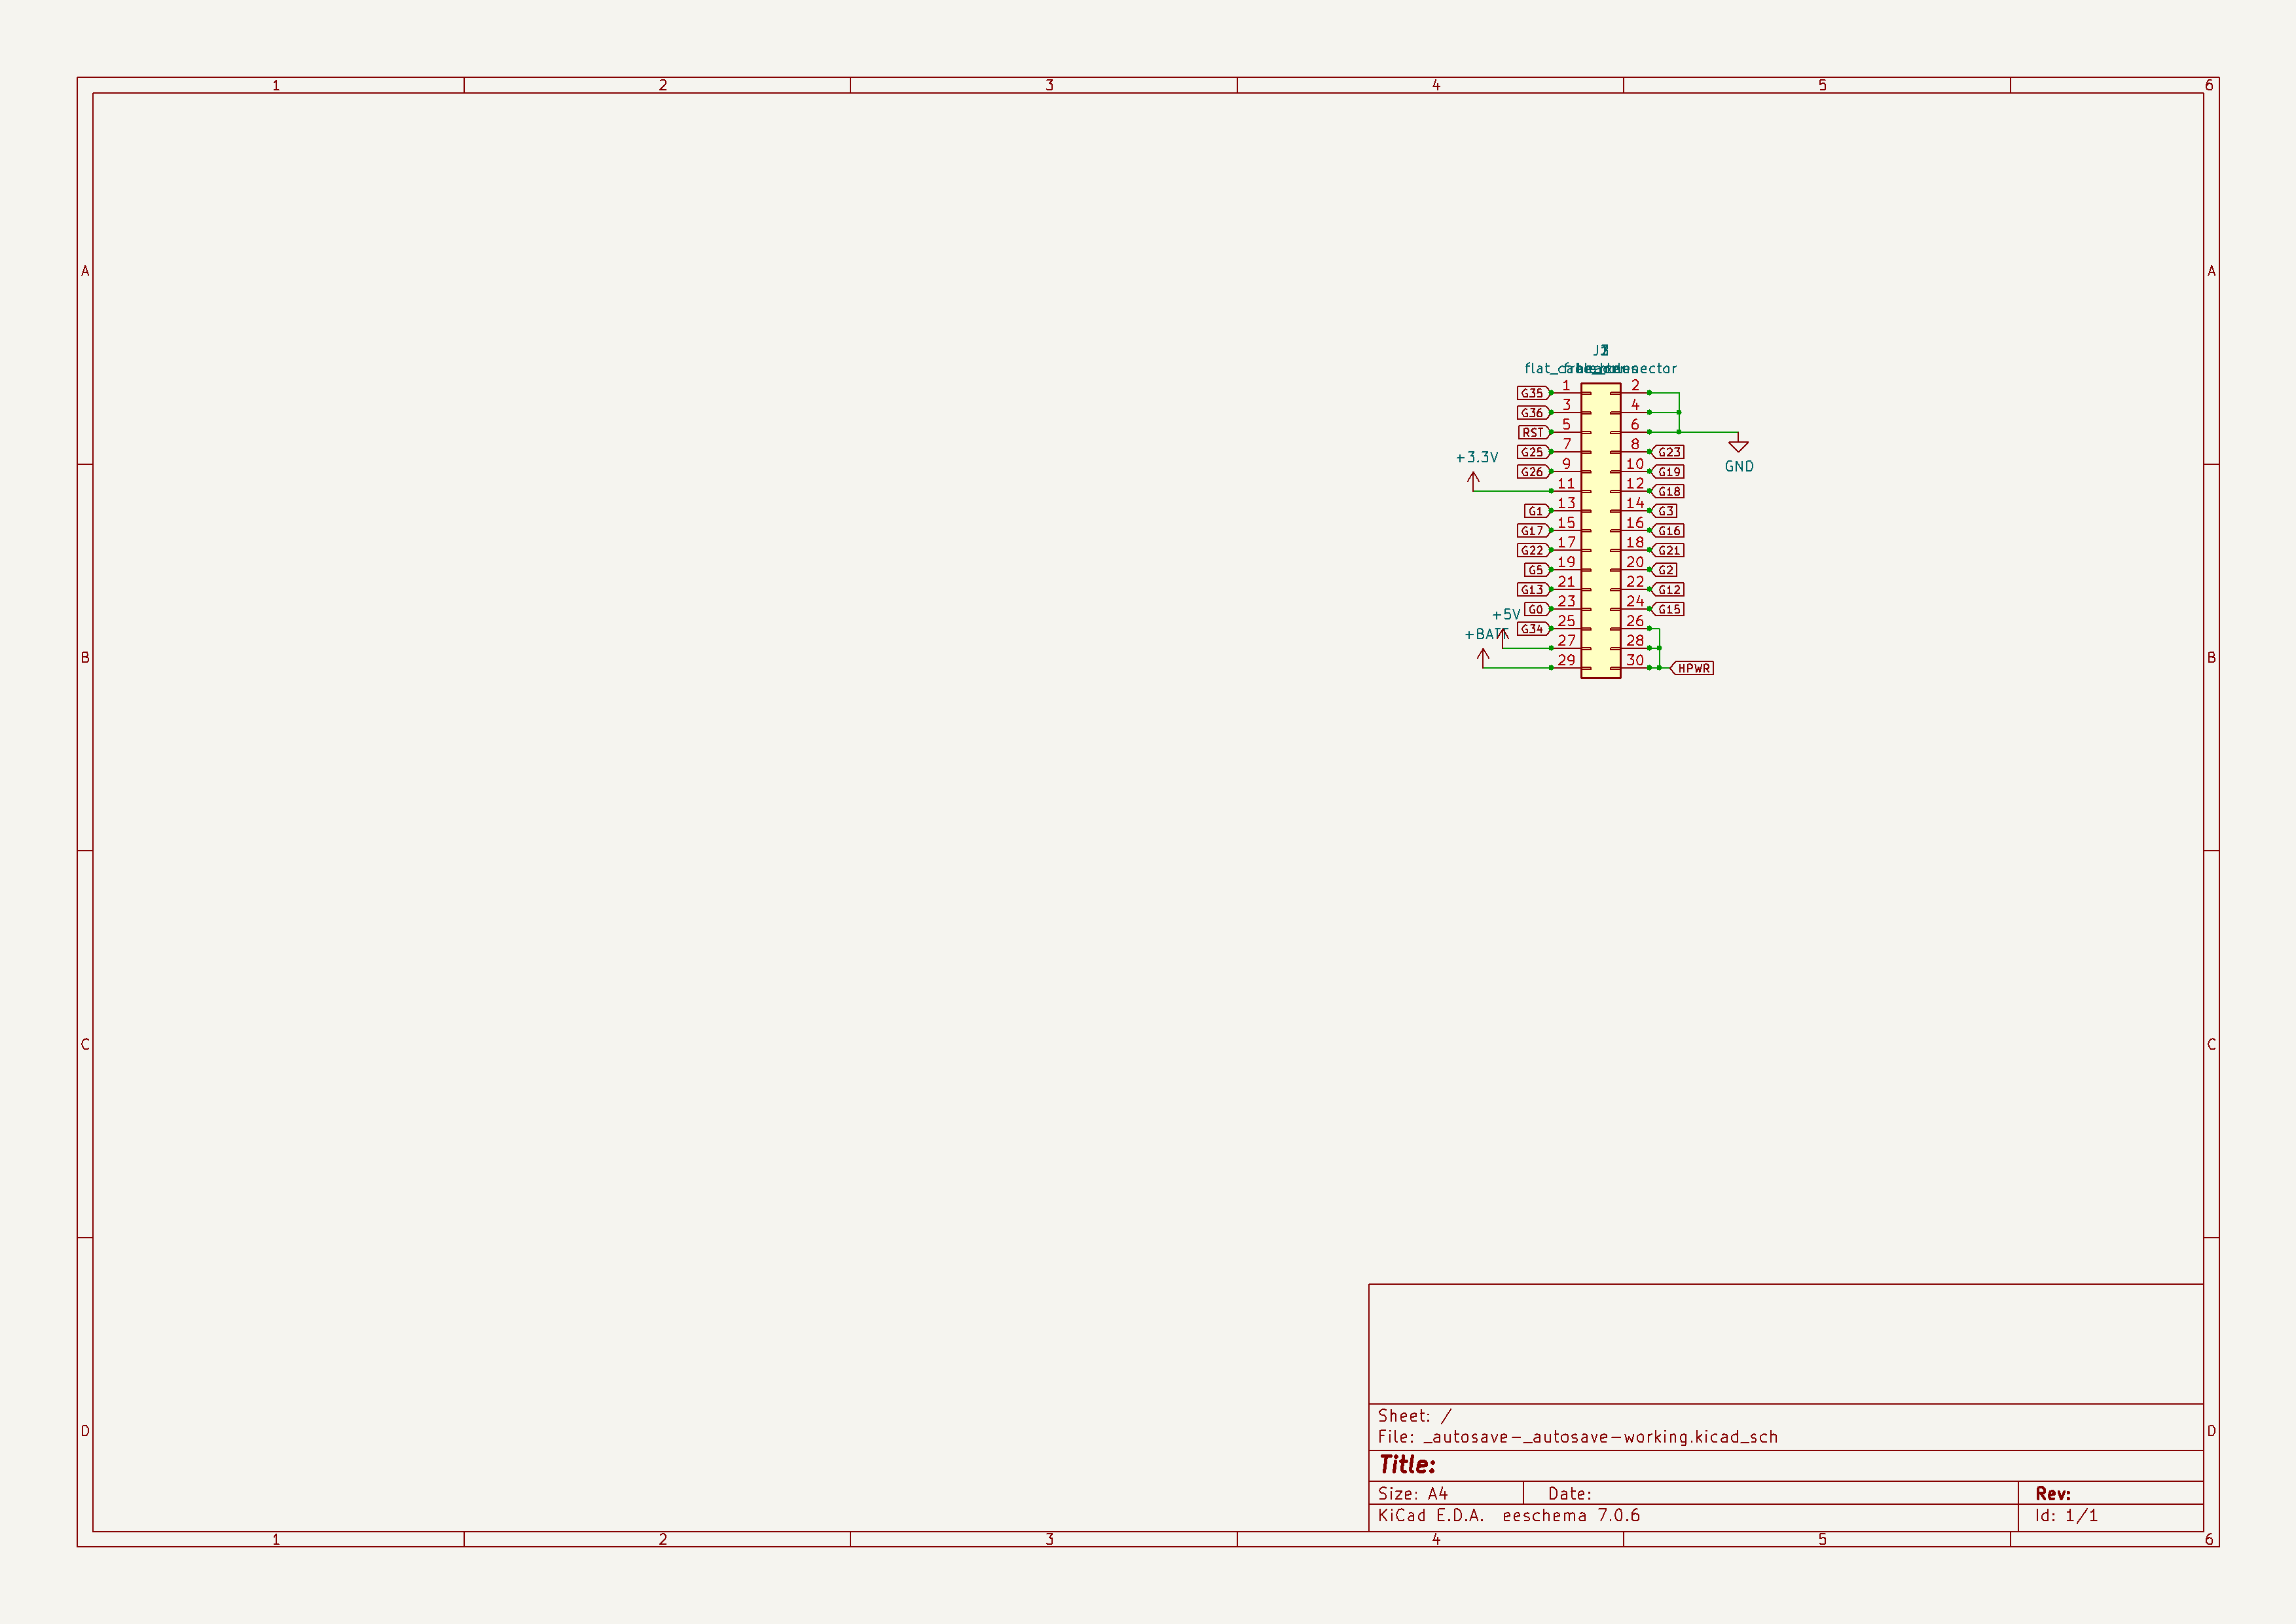 1 2 3 4 5 6
A A
1 2
G35
3 4
G36
5 6
RST
7 8
G25 G23
+3.3V
GND
9 10
G26 G19
11 12
G18
13 14
G1 G3
15 16
G17 G16
17 18
G22 G21
19 20
G5 G2
21 22
G13 G12
23 24
G0 G15
+5V
25 26
G34
+BATT
27 28
29 30
HPWR
B B
C C
Sheet: /
File: _autosave-_autosave-working.kicad_sch
D D
Title:
Size: A4 Date: Rev:
KiCad E.D.A. eeschema 7.0.6 Id: 1/1
1 2 3 4 5 6